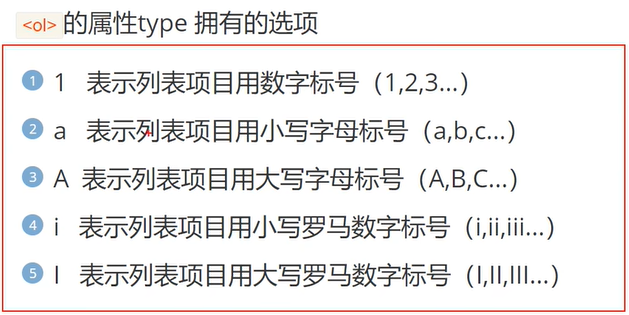 <ol>的属性type 拥有的选项
1 1 表示列表项目用数字标号（1,2,3...）
2 a 表示列表项目用小写字母标号（a,b,c...）
3 A 表示列表项目用大写字母标号（A,B,C...）
4 i 表示列表项目用小写罗马数字标号（i,ii,iii...）
5 I 表示列表项目用大写罗马数字标号（I,II,III...）